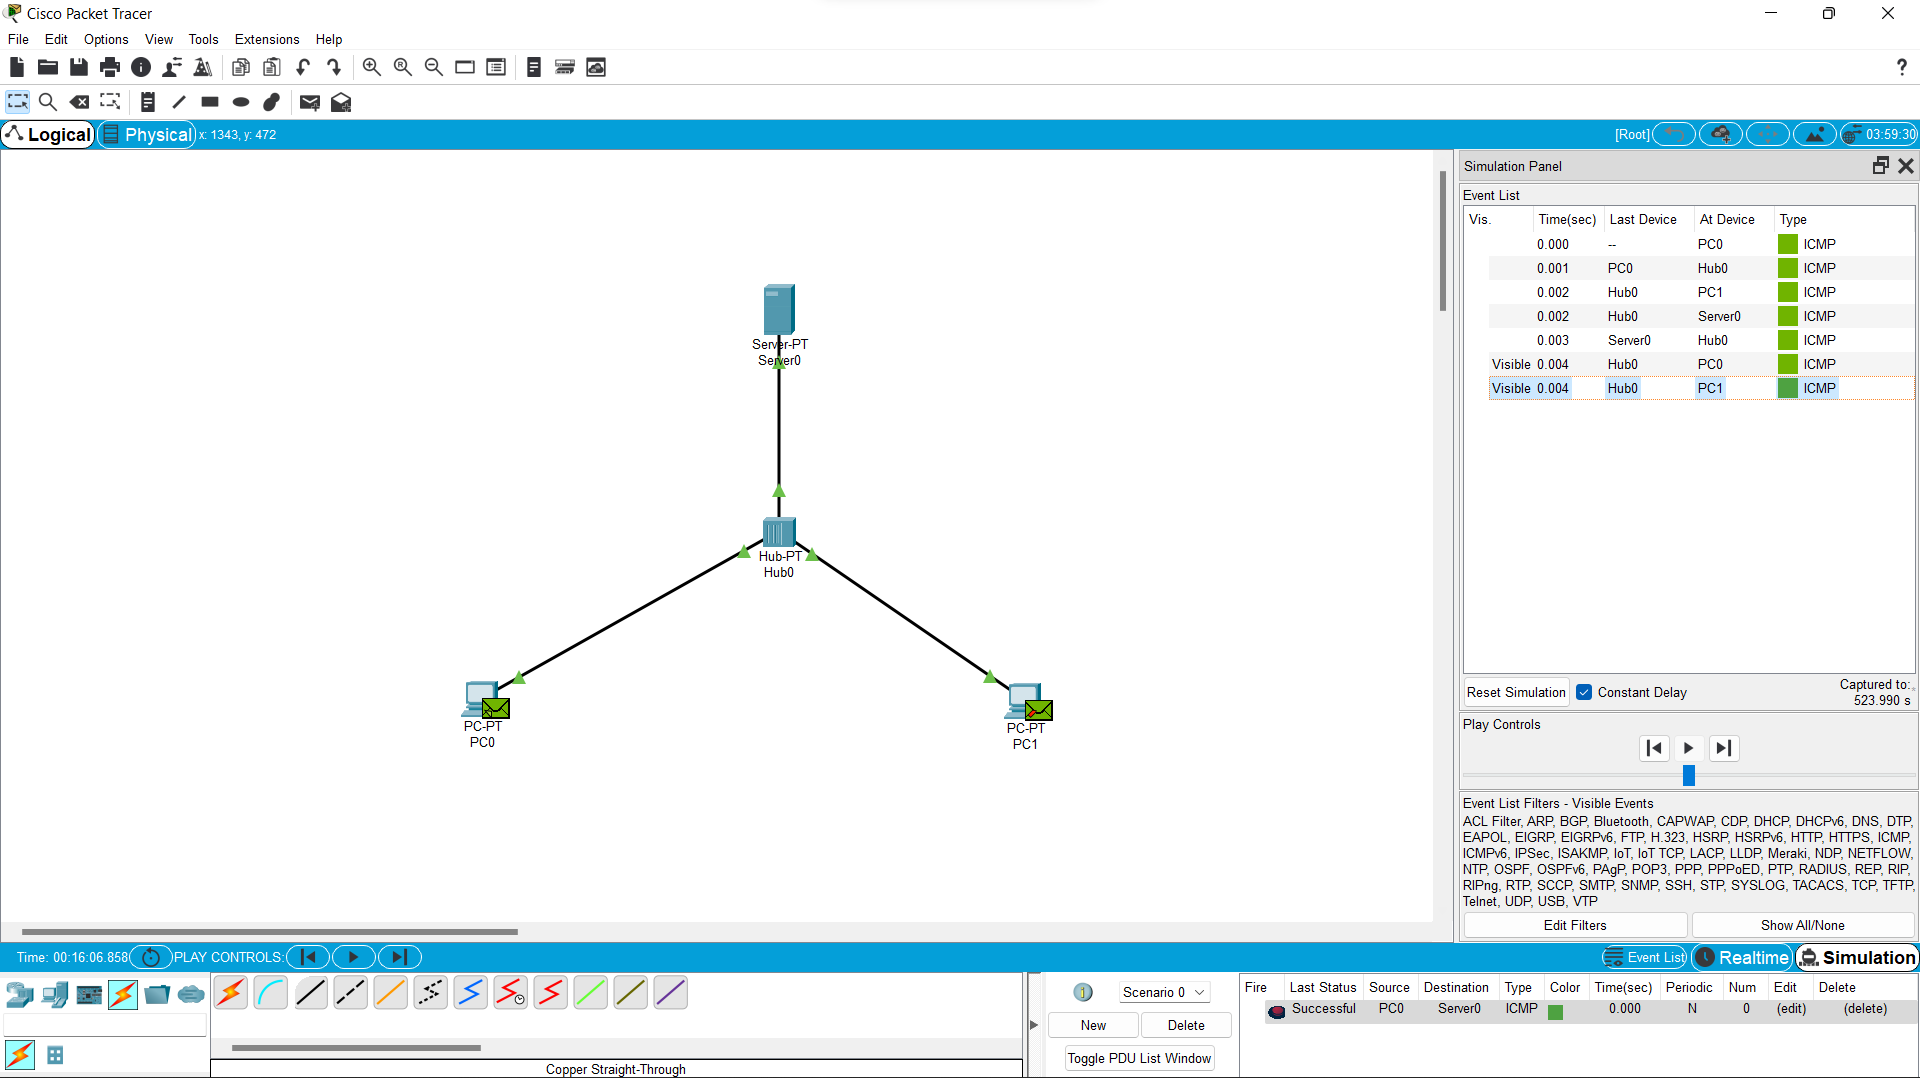 Cisco Packet Tracer
File Edit Options View Tools Extensions Help
Logical Physical x: 1343, y: 472 [Root] 03:59:30
Simulation Panel
Event List
Vis. Time(sec) Last Device At Device Type
0.000 -- PC0 ICMP
0.001 PC0 Hub0 ICMP
0.002 Hub0 PC1 ICMP
0.002 Hub0 Server0 ICMP
0.003 Server0 Hub0 ICMP
Visible 0.004 Hub0 PC0 ICMP
Visible 0.004 Hub0 PC1 ICMP
Server-PT
Server0
Hub-PT
Hub0
PC-PT
PC0
PC-PT
PC1
Reset Simulation Constant Delay Captured to:
523.990 s
Play Controls
Event List Filters - Visible Events
ACL Filter, ARP, BGP, Bluetooth, CAPWAP, CDP, DHCP, DHCPv6, DNS, DTP,
EAPOL, EIGRP, EIGRPv6, FTP, H.323, HSRP, HSRPv6, HTTP, HTTPS, ICMP,
ICMPv6, IPSec, ISAKMP, IoT, IoT TCP, LACP, LLDP, Meraki, NDP, NETFLOW,
NTP, OSPF, OSPFv6, PAgP, POP3, PPP, PPPoED, PTP, RADIUS, REP, RIP,
RIPng, RTP, SCCP, SMTP, SNMP, SSH, STP, SYSLOG, TACACS, TCP, TFTP,
Telnet, UDP, USB, VTP
Edit Filters Show All/None
Time: 00:16:06.858 PLAY CONTROLS: Event List Realtime Simulation
Scenario 0
New Delete
Toggle PDU List Window
Fire Last Status Source Destination Type Color Time(sec) Periodic Num Edit Delete
Successful PC0 Server0 ICMP 0.000 N 0 (edit) (delete)
Copper Straight-Through